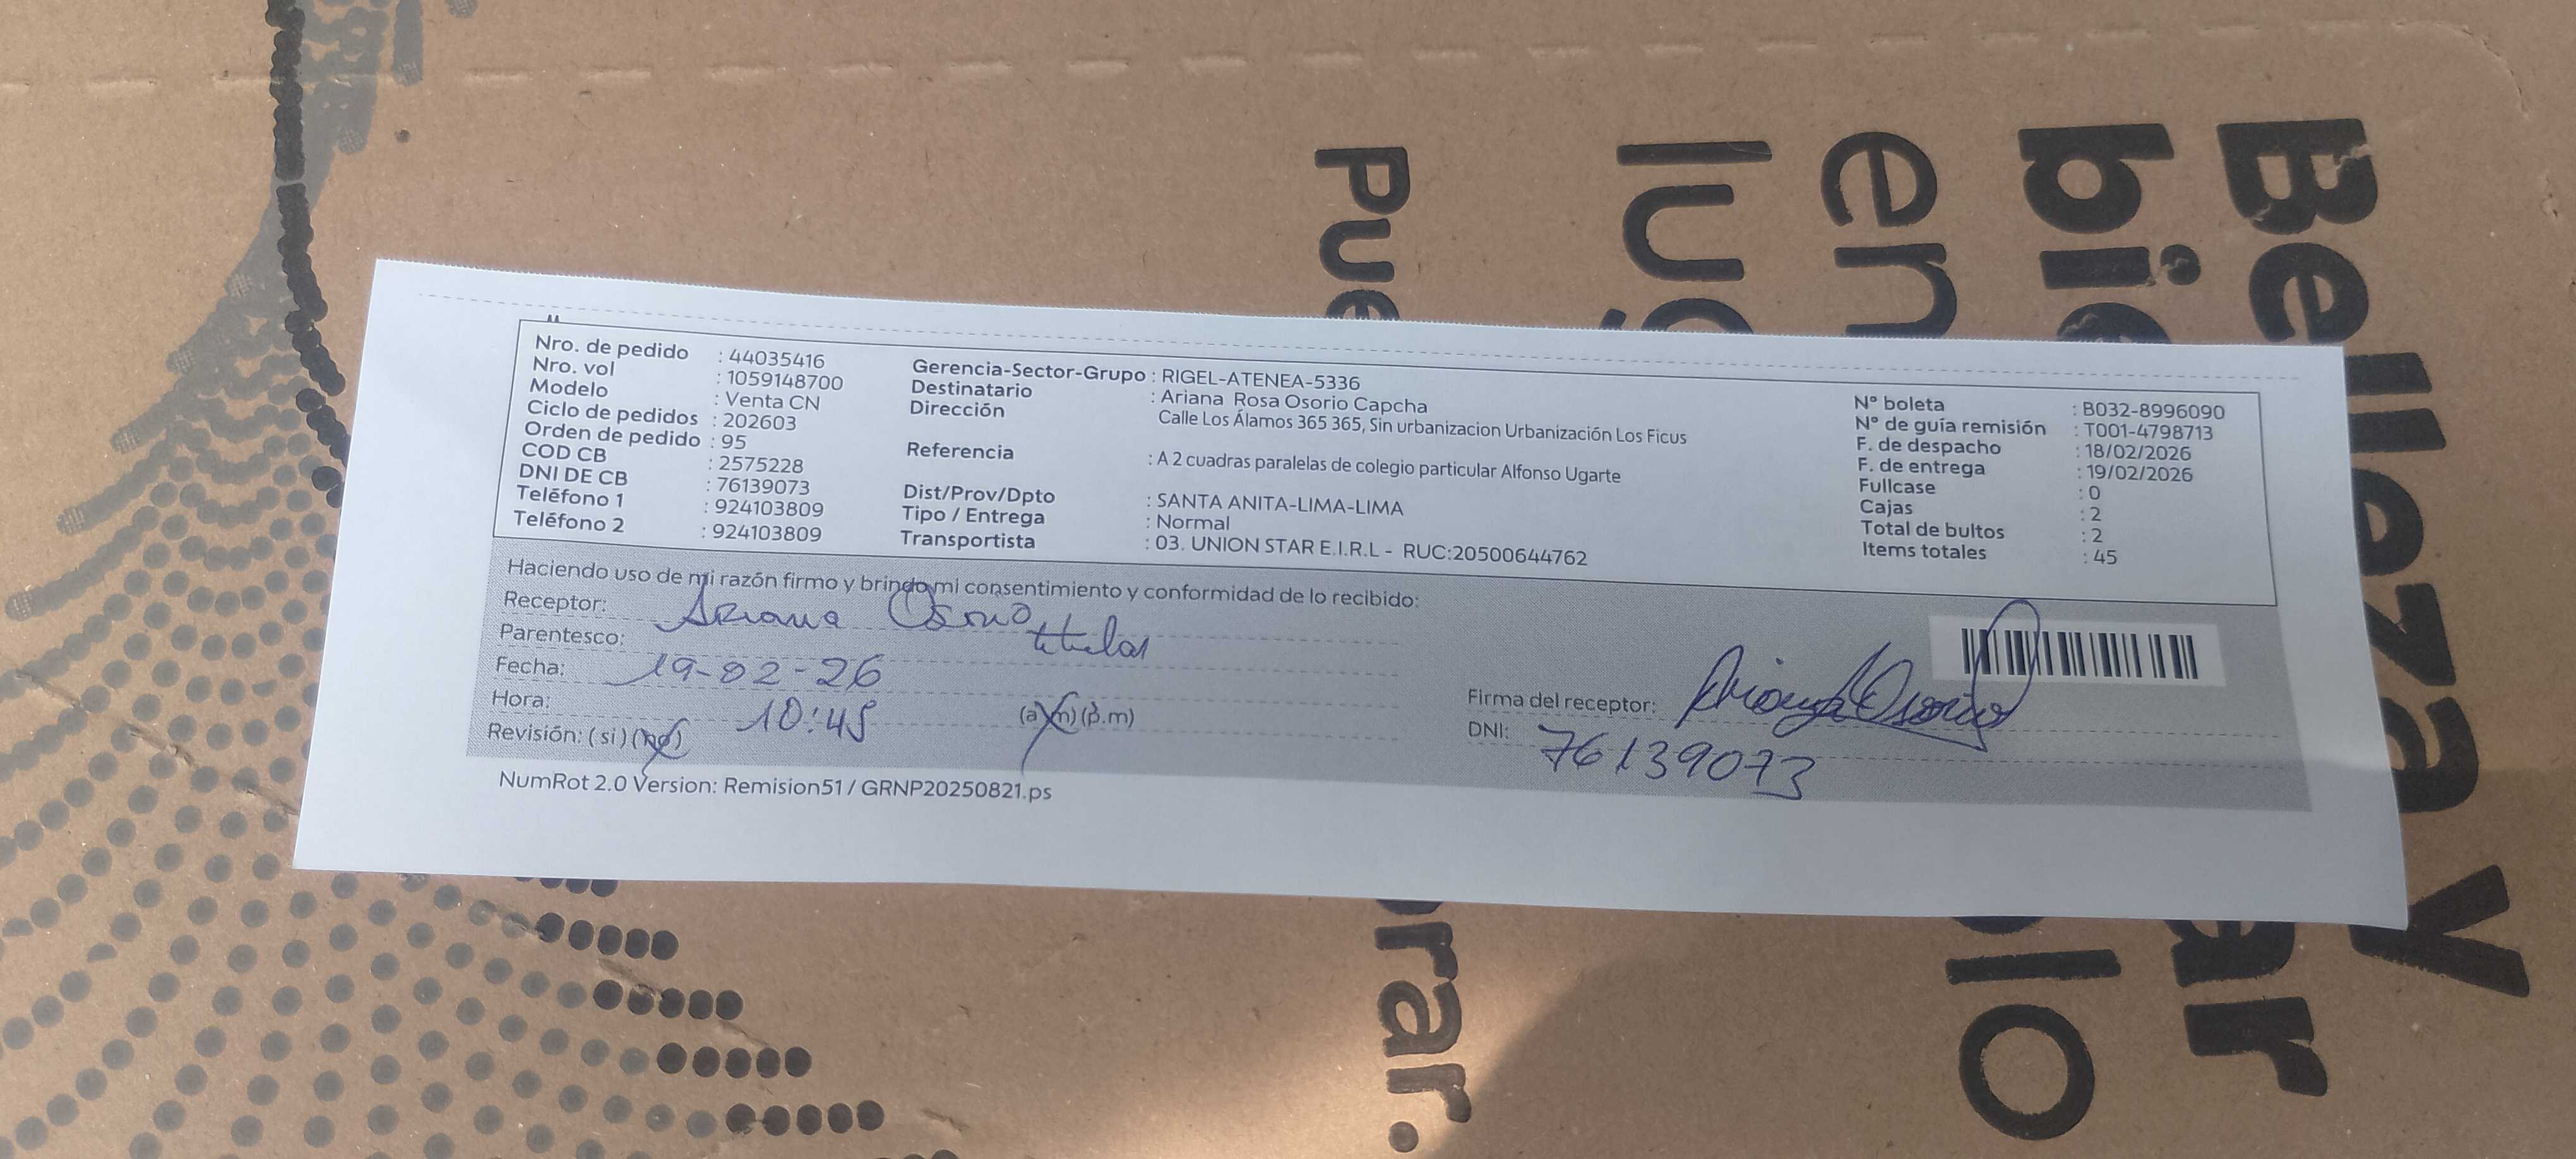 Nro. de pedido : 44035416
Nro. vol : 1059148700
Modelo : Venta CN
Ciclo de pedidos : 202603
Orden de pedido : 95
COD CB : 2575228
DNI DE CB : 76139073
Teléfono 1 : 924103809
Teléfono 2 : 924103809
Gerencia-Sector-Grupo : RIGEL-ATENEA-5336
Destinatario : Ariana Rosa Osorio Capcha
Dirección Calle Los Álamos 365 365, Sin urbanizacion Urbanización Los Ficus
Referencia : A 2 cuadras paralelas de colegio particular Alfonso Ugarte
Dist/Prov/Dpto : SANTA ANITA-LIMA-LIMA
Tipo / Entrega : Normal
Transportista : 03. UNION STAR E.I.R.L - RUC:20500644762
N° boleta : B032-8996090
N° de guía remisión : T001-4798713
F. de despacho : 18/02/2026
F. de entrega : 19/02/2026
Fullcase : 0
Cajas : 2
Total de bultos : 2
Items totales : 45
Haciendo uso de mi razón firmo y brindo mi consentimiento y conformidad de lo recibido:
Receptor: Ariana Osorio
Parentesco: titular
Fecha: 19-02-26
Hora: 10:45 (a.m) (p.m)
Revisión: (si) (no)
Firma del receptor: Ariana Osorio
DNI: 76139073
NumRot 2.0 Version: Remision51 / GRNP20250821.ps
Belleza y
en